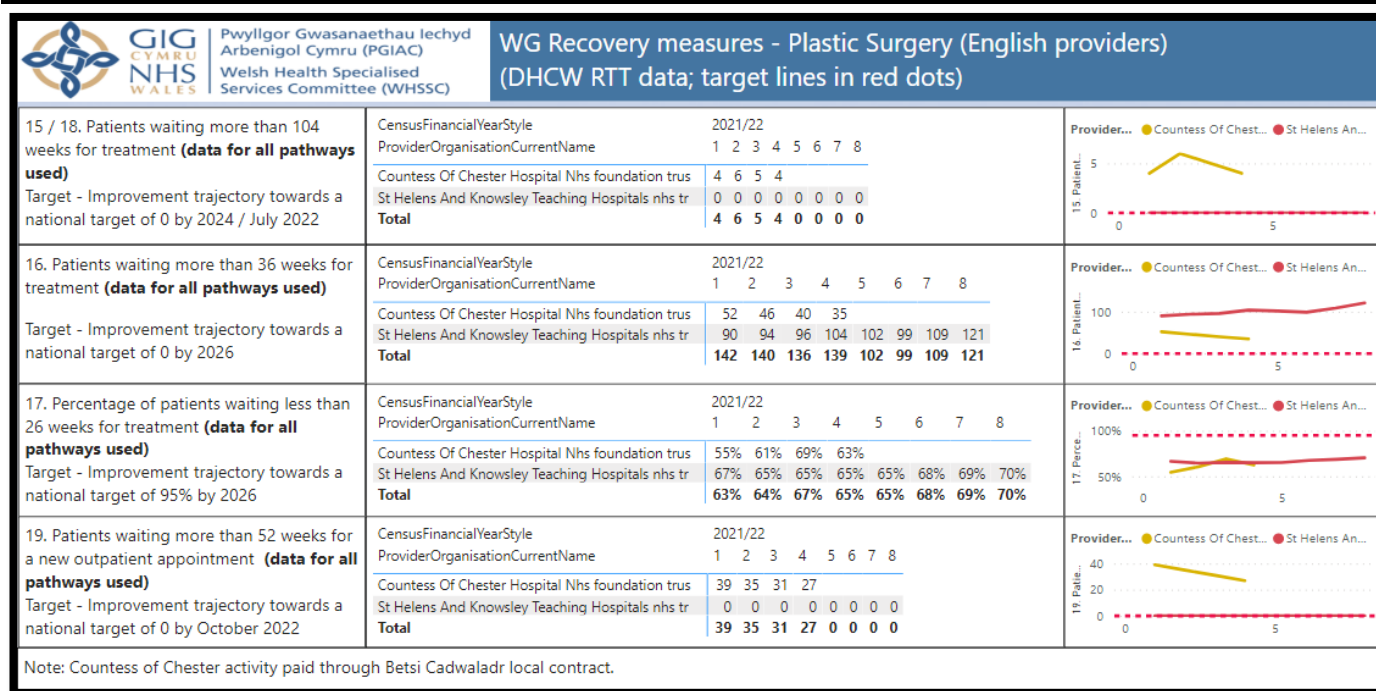 GIG
CYMRU
NHS
WALES
Pwyllgor Gwasanaethau Iechyd
Arbenigol Cymru (PGIAC)
Welsh Health Specialised
Services Committee (WHSSC)
WG Recovery measures - Plastic Surgery (English providers)
(DHCW RTT data; target lines in red dots)
15 / 18. Patients waiting more than 104
weeks for treatment (data for all pathways
used)
Target - Improvement trajectory towards a
national target of 0 by 2024 / July 2022
CensusFinancialYearStyle 2021/22
ProviderOrganisationCurrentName 1 2 3 4 5 6 7 8
Countess Of Chester Hospital Nhs foundation trus 4 6 5 4
St Helens And Knowsley Teaching Hospitals nhs tr 0 0 0 0 0 0 0 0
Total 4 6 5 4 0 0 0 0
Provider... Countess Of Chest... St Helens An...
15. Patient...
5
0
0 5
16. Patients waiting more than 36 weeks for
treatment (data for all pathways used)
Target - Improvement trajectory towards a
national target of 0 by 2026
CensusFinancialYearStyle 2021/22
ProviderOrganisationCurrentName 1 2 3 4 5 6 7 8
Countess Of Chester Hospital Nhs foundation trus 52 46 40 35
St Helens And Knowsley Teaching Hospitals nhs tr 90 94 96 104 102 99 109 121
Total 142 140 136 139 102 99 109 121
Provider... Countess Of Chest... St Helens An...
16. Patient...
100
0
0 5
17. Percentage of patients waiting less than
26 weeks for treatment (data for all
pathways used)
Target - Improvement trajectory towards a
national target of 95% by 2026
CensusFinancialYearStyle 2021/22
ProviderOrganisationCurrentName 1 2 3 4 5 6 7 8
Countess Of Chester Hospital Nhs foundation trus 55% 61% 69% 63%
St Helens And Knowsley Teaching Hospitals nhs tr 67% 65% 65% 65% 65% 68% 69% 70%
Total 63% 64% 67% 65% 65% 68% 69% 70%
Provider... Countess Of Chest... St Helens An...
17. Perce...
100%
50%
0 5
19. Patients waiting more than 52 weeks for
a new outpatient appointment (data for all
pathways used)
Target - Improvement trajectory towards a
national target of 0 by October 2022
CensusFinancialYearStyle 2021/22
ProviderOrganisationCurrentName 1 2 3 4 5 6 7 8
Countess Of Chester Hospital Nhs foundation trus 39 35 31 27
St Helens And Knowsley Teaching Hospitals nhs tr 0 0 0 0 0 0 0 0
Total 39 35 31 27 0 0 0 0
Provider... Countess Of Chest... St Helens An...
19. Patie...
40
20
0
0 5
Note: Countess of Chester activity paid through Betsi Cadwaladr local contract.